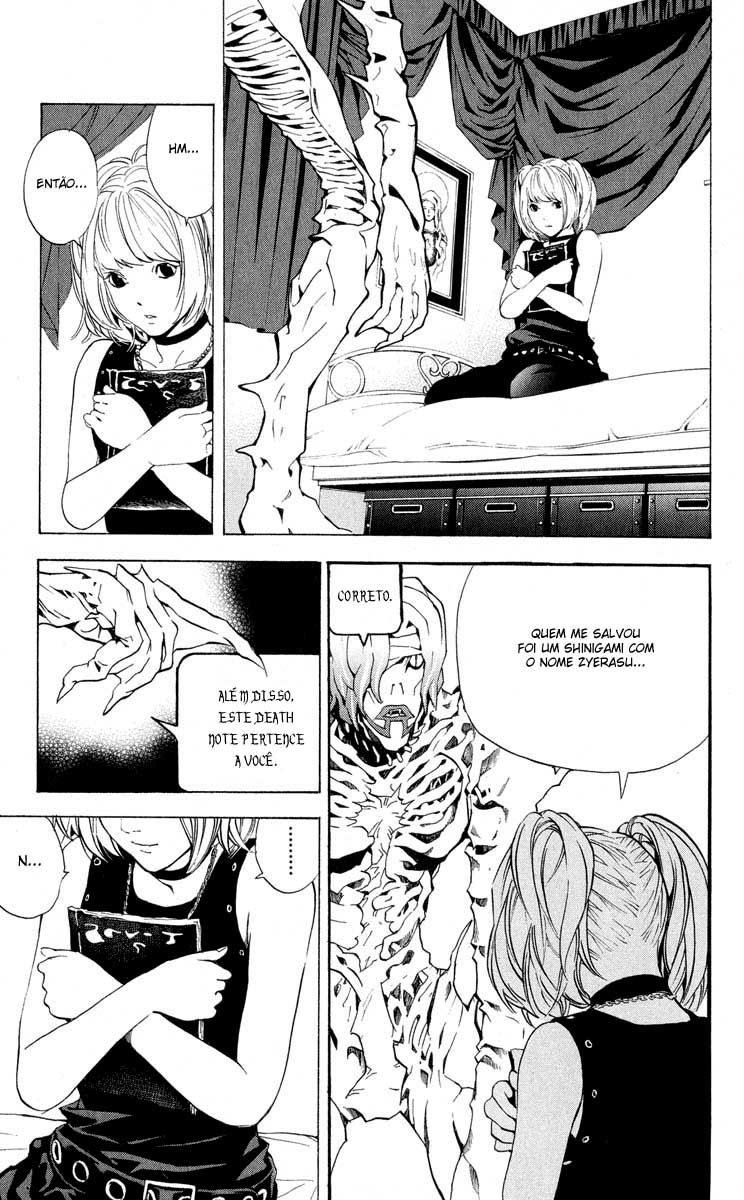 HM...
ENTÃO...
QUEM ME SALVOU
FOI UM SHINIGAMI COM
O NOME ZYERASU...
CORRETO.
ALÉM DISSO,
ESTE DEATH
NOTE PERTENCE
A VOCÊ.
.........
N...